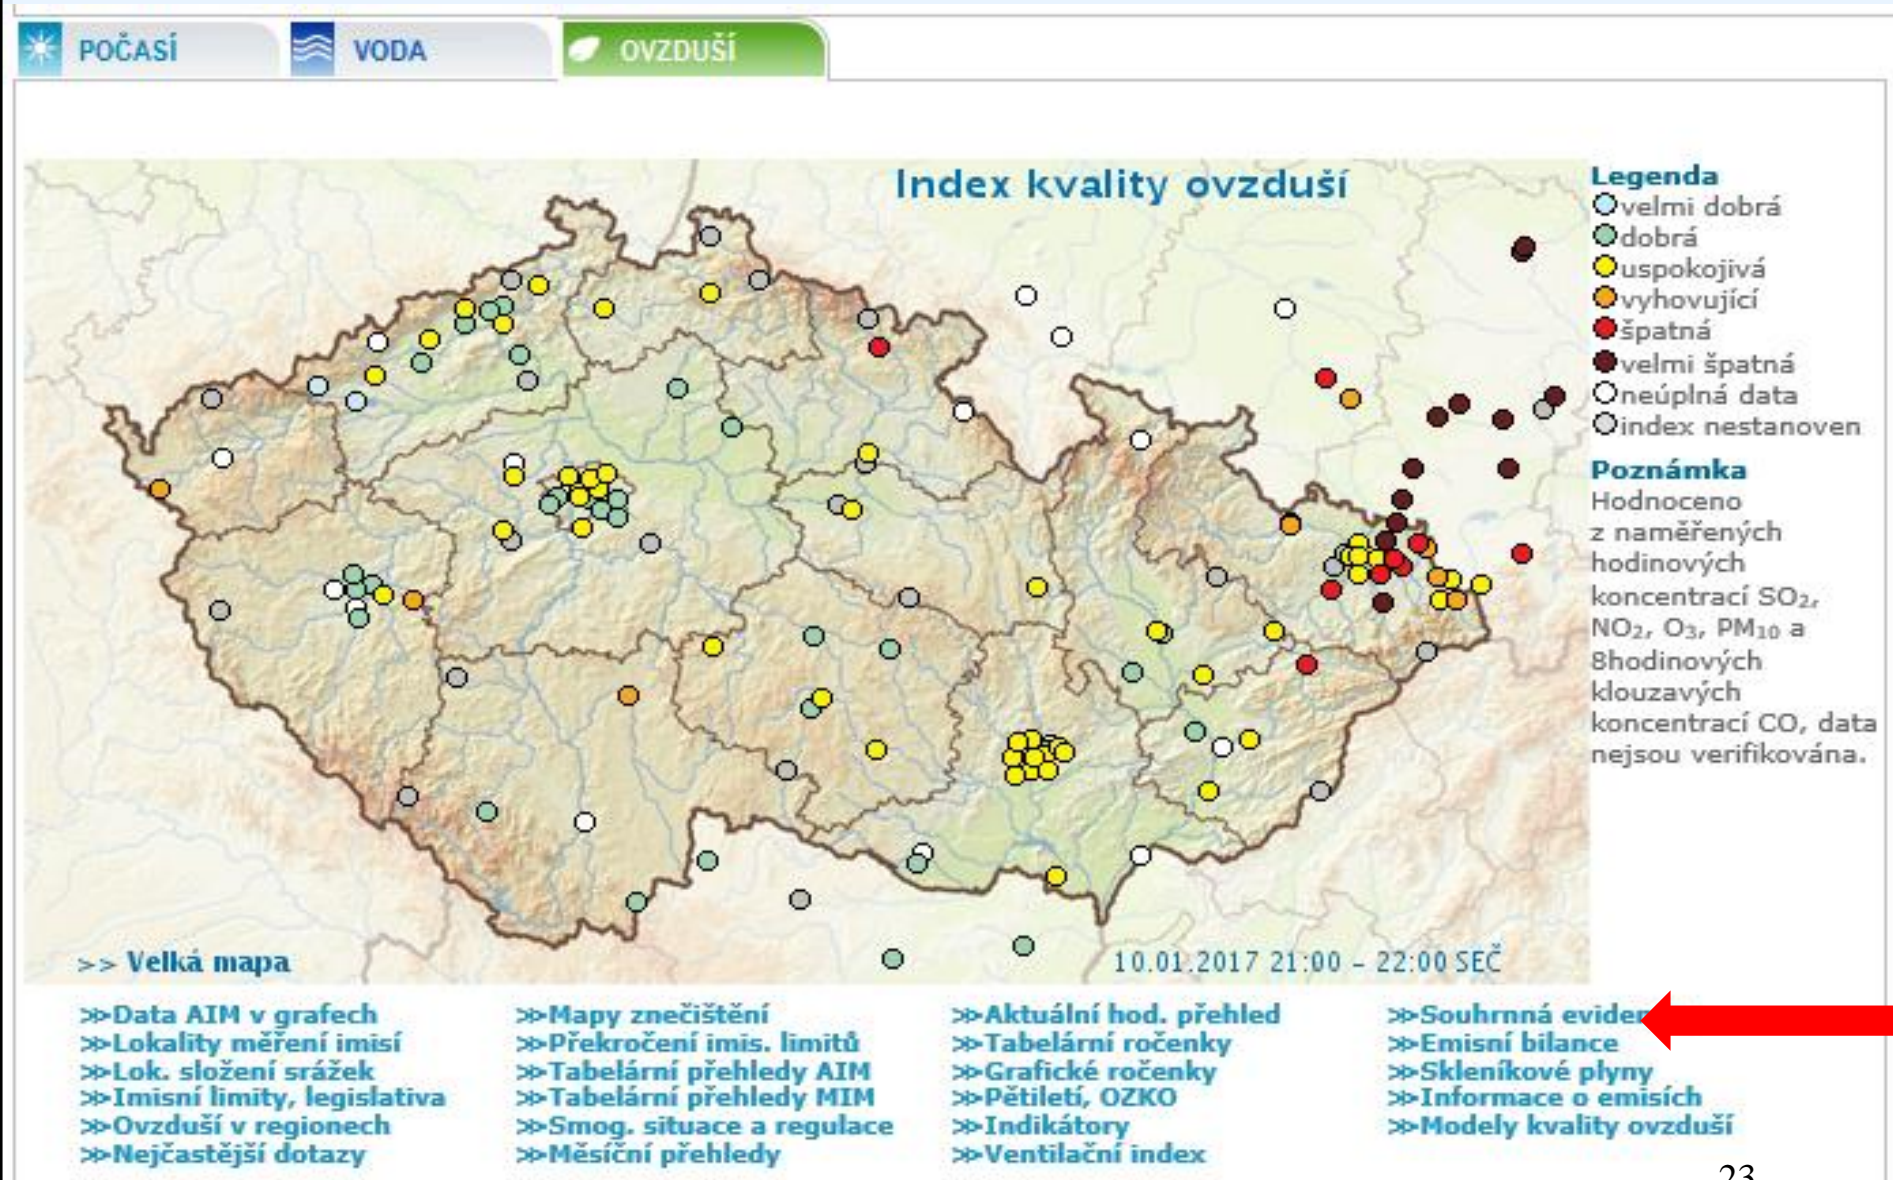 POČASÍ
VODA
OVZDUŠÍ
Index kvality ovzduší
Legenda
velmi dobrá
dobrá
uspokojivá
vyhovující
špatná
velmi špatná
neúplná data
index nestanoven
Poznámka
Hodnoceno
z naměřených
hodinových
koncentrací SO₂,
NO₂, O₃, PM₁₀ a
8hodinových
klouzavých
koncentrací CO, data
nejsou verifikována.
>> Velká mapa
10.01.2017 21:00 – 22:00 SEČ
>>Data AIM v grafech
>>Lokality měření imisí
>>Lok. složení srážek
>>Imisní limity, legislativa
>>Ovzduší v regionech
>>Nejčastější dotazy
>>Mapy znečištění
>>Překročení imis. limitů
>>Tabelární přehledy AIM
>>Tabelární přehledy MIM
>>Smog. situace a regulace
>>Měsíční přehledy
>>Aktuální hod. přehled
>>Tabelární ročenky
>>Grafické ročenky
>>Pětiletí, OZKO
>>Indikátory
>>Ventilační index
>>Souhrnná
>>Emisní bilance
>>Skleníkové plyny
>>Informace o emisích
>>Modely kvality ovzduší
23